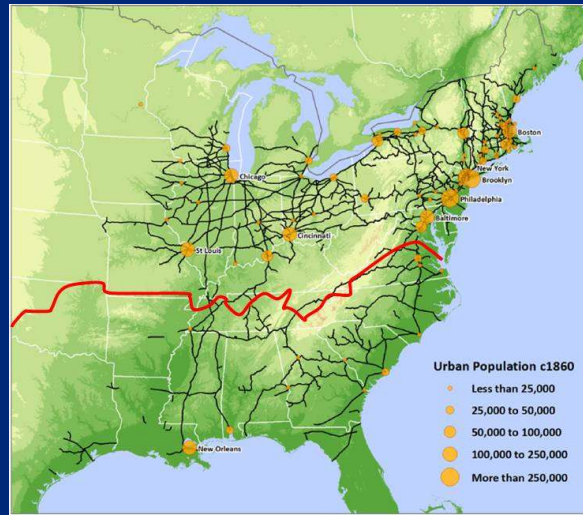 Boston
New York
Brooklyn
Chicago
Philadelphia
Baltimore
Cincinnati
St Louis
New Orleans
Urban Population c1860
Less than 25,000
25,000 to 50,000
50,000 to 100,000
100,000 to 250,000
More than 250,000